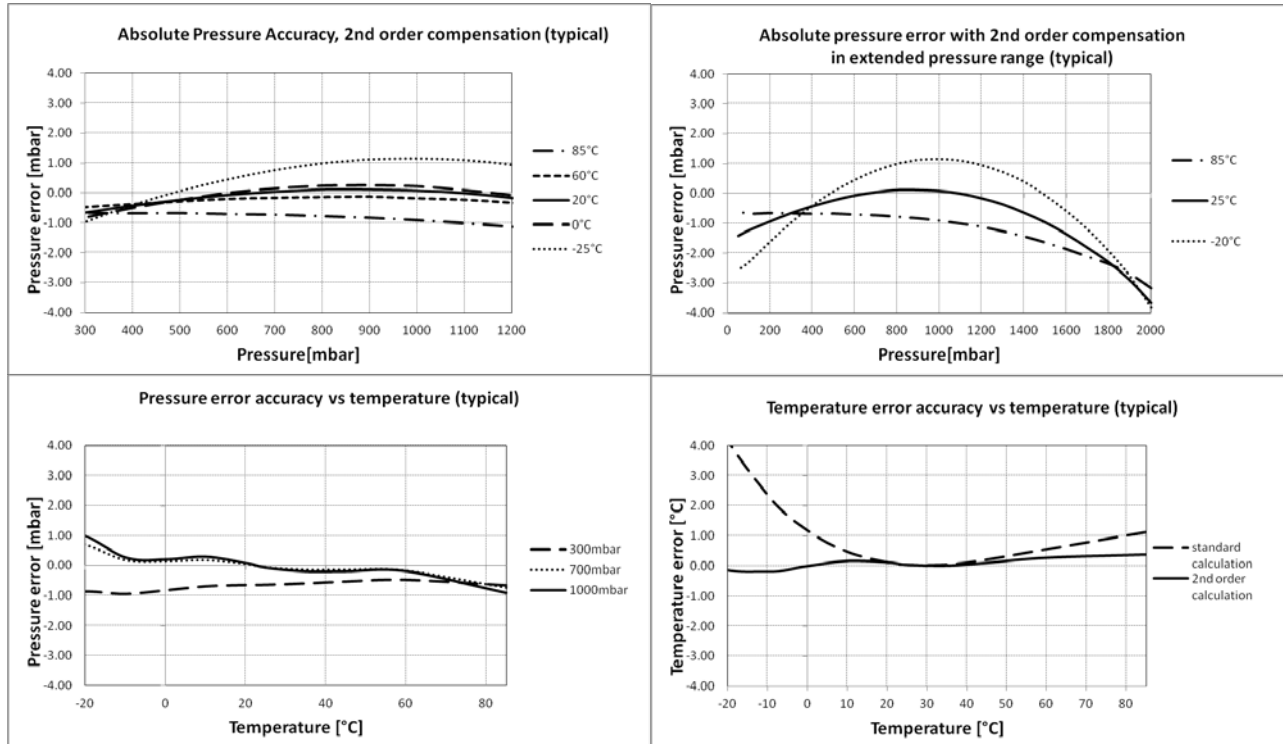 Absolute Pressure Accuracy, 2nd order compensation (typical)
Pressure error [mbar]
4.00
3.00
2.00
1.00
0.00
-1.00
-2.00
-3.00
-4.00
300 400 500 600 700 800 900 1000 1100 1200
Pressure[mbar]
85°C
60°C
20°C
0°C
-25°C
Absolute pressure error with 2nd order compensation
in extended pressure range (typical)
Pressure error [mbar]
4.00
3.00
2.00
1.00
0.00
-1.00
-2.00
-3.00
-4.00
0 200 400 600 800 1000 1200 1400 1600 1800 2000
Pressure[mbar]
85°C
25°C
-20°C
Pressure error accuracy vs temperature (typical)
Pressure error [mbar]
4.00
3.00
2.00
1.00
0.00
-1.00
-2.00
-3.00
-4.00
-20 0 20 40 60 80
Temperature [°C]
300mbar
700mbar
1000mbar
Temperature error accuracy vs temperature (typical)
Temperature error [°C]
4.00
3.00
2.00
1.00
0.00
-1.00
-2.00
-3.00
-4.00
-20 -10 0 10 20 30 40 50 60 70 80
Temperature [°C]
standard
calculation
2nd order
calculation